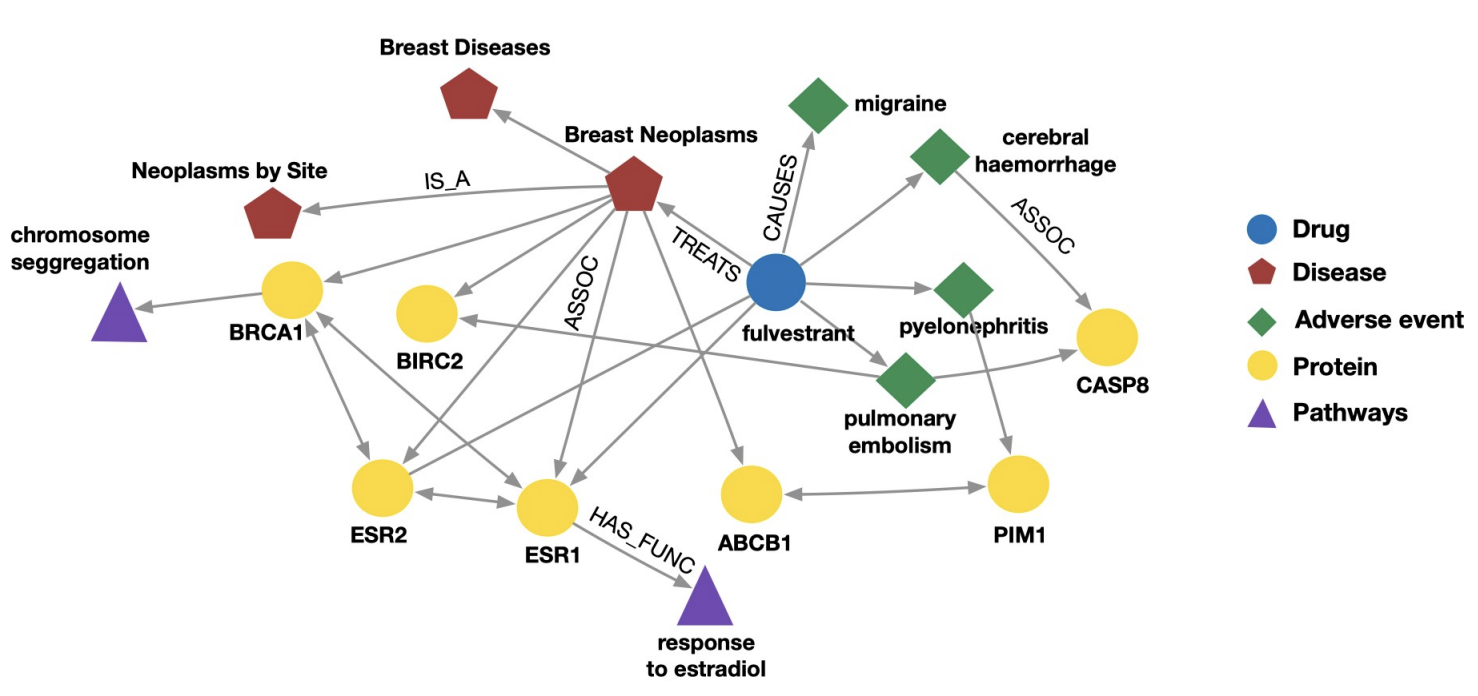 Breast Diseases
migraine
Breast Neoplasms
cerebral
haemorrhage
Neoplasms by Site
IS_A
CAUSES
ASSOC
chromosome
seggregation
TREATS
Drug
Disease
Adverse event
Protein
Pathways
BRCA1
BIRC2
ASSOC
fulvestrant
pyelonephritis
CASP8
pulmonary
embolism
ESR2
ESR1
HAS_FUNC
ABCB1
PIM1
response
to estradiol